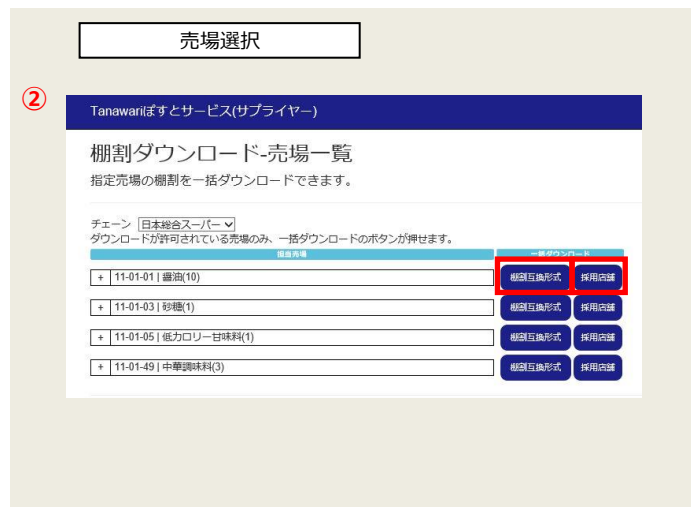 売場選択
②
Tanawariぽすとサービス(サプライヤー)
棚割ダウンロード-売場一覧
指定売場の棚割を一括ダウンロードできます。
チェーン 日本総合スーパー
ダウンロードが許可されている売場のみ、一括ダウンロードのボタンが押せます。
担当売場 一括ダウンロード
+ 11-01-01 | 醤油(10) 棚割互換形式 採用店舗
+ 11-01-03 | 砂糖(1) 棚割互換形式 採用店舗
+ 11-01-05 | 低カロリー甘味料(1) 棚割互換形式 採用店舗
+ 11-01-49 | 中華調味料(3) 棚割互換形式 採用店舗